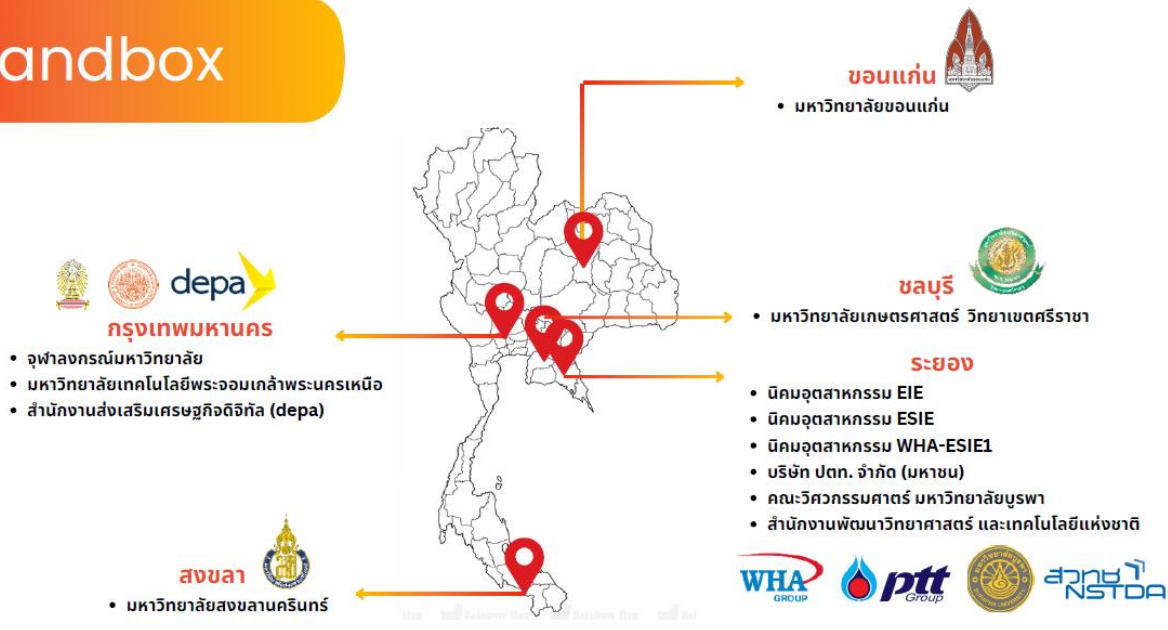 andbox
ขอนแก่น
• มหาวิทยาลัยขอนแก่น
depa
กรุงเทพมหานคร
• จุฬาลงกรณ์มหาวิทยาลัย
• มหาวิทยาลัยเทคโนโลยีพระจอมเกล้าพระนครเหนือ
• สำนักงานส่งเสริมเศรษฐกิจดิจิทัล (depa)
ชลบุรี
• มหาวิทยาลัยเกษตรศาสตร์ วิทยาเขตศรีราชา
ระยอง
• นิคมอุตสาหกรรม EIE
• นิคมอุตสาหกรรม ESIE
• นิคมอุตสาหกรรม WHA-ESIE1
• บริษัท ปตท. จำกัด (มหาชน)
• คณะวิศวกรรมศาตร์ มหาวิทยาลัยบูรพา
• สำนักงานพัฒนาวิทยาศาสตร์ และเทคโนโลยีแห่งชาติ
WHA
GROUP
ptt
Group
สวทช
NSTDA
สงขลา
• มหาวิทยาลัยสงขลานครินทร์